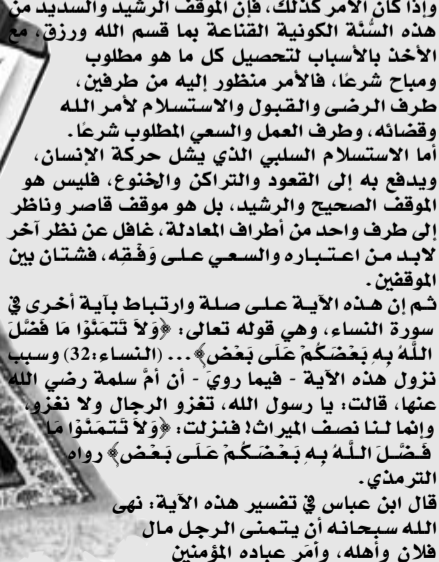 وإذا كان الأمر كذلك، فإن الموقف الرشيد والسديد من
هذه السُّنَّة الكونية القناعة بما قسم الله ورزق، مع
الأخذ بالأسباب لتحصيل كل ما هو مطلوب
ومباح شرعًا، فالأمر منظور إليه من طرفين،
طرف الرضى والقبول والاستسلام لأمر الله
وقضائه، وطرف العمل والسعي المطلوب شرعًا.
أما الاستسلام السلبي الذي يشل حركة الإنسان،
ويدفع به إلى القعود والتراكن والخنوع، فليس هو
الموقف الصحيح والرشيد، بل هو موقف قاصر وناظر
إلى طرف واحد من أطراف المعادلة، غافل عن نظر آخر
لابد من اعتباره والسعي على وَفْقِه، فشتان بين
الموقفين.
ثم إن هذه الآية على صلة وارتباط بآية أخرى في
سورة النساء، وهي قوله تعالى: ﴿وَلاَ تَتَمَنَّوْا مَا فَضَّلَ
اللَّهُ بِهِ بَعْضَكُمْ عَلَى بَعْضٍ﴾... (النساء:32) وسبب
نزول هذه الآية - فيما رويَ - أن أمَّ سلمة رضي الله
عنها، قالت: يا رسول الله، تغزو الرجال ولا نغزو،
وإنما لنا نصف الميراث! فنزلت: ﴿وَلاَ تَتَمَنَّوْا مَا
فَضَّلَ اللَّهُ بِهِ بَعْضَكُمْ عَلَى بَعْضٍ﴾ رواه
الترمذي.
قال ابن عباس في تفسير هذه الآية: نهى
الله سبحانه أن يتمنى الرجل مال
فلان وأهله، وأمَر عباده المؤمنين